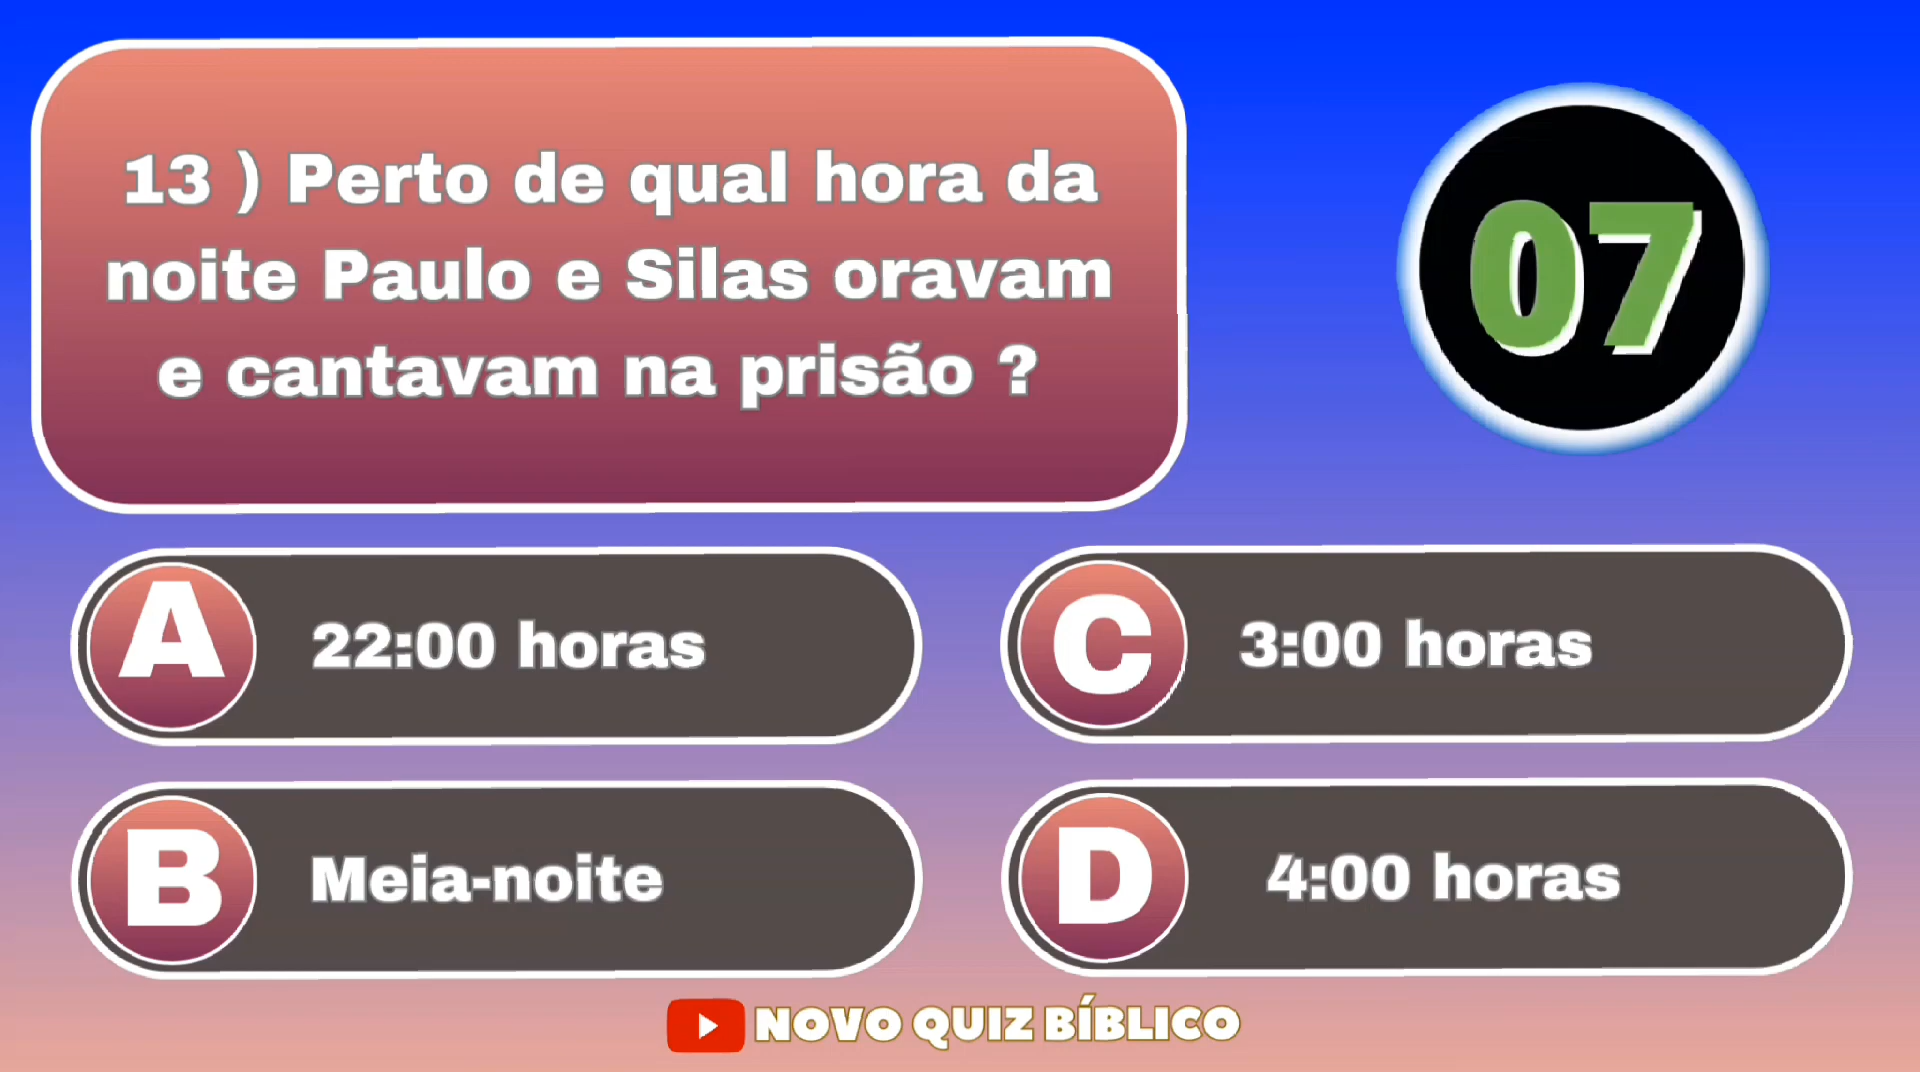 13 ) Perto de qual hora da
noite Paulo e Silas oravam
e cantavam na prisão ?
07
A 22:00 horas
C 3:00 horas
B Meia-noite
D 4:00 horas
NOVO QUIZ BÍBLICO